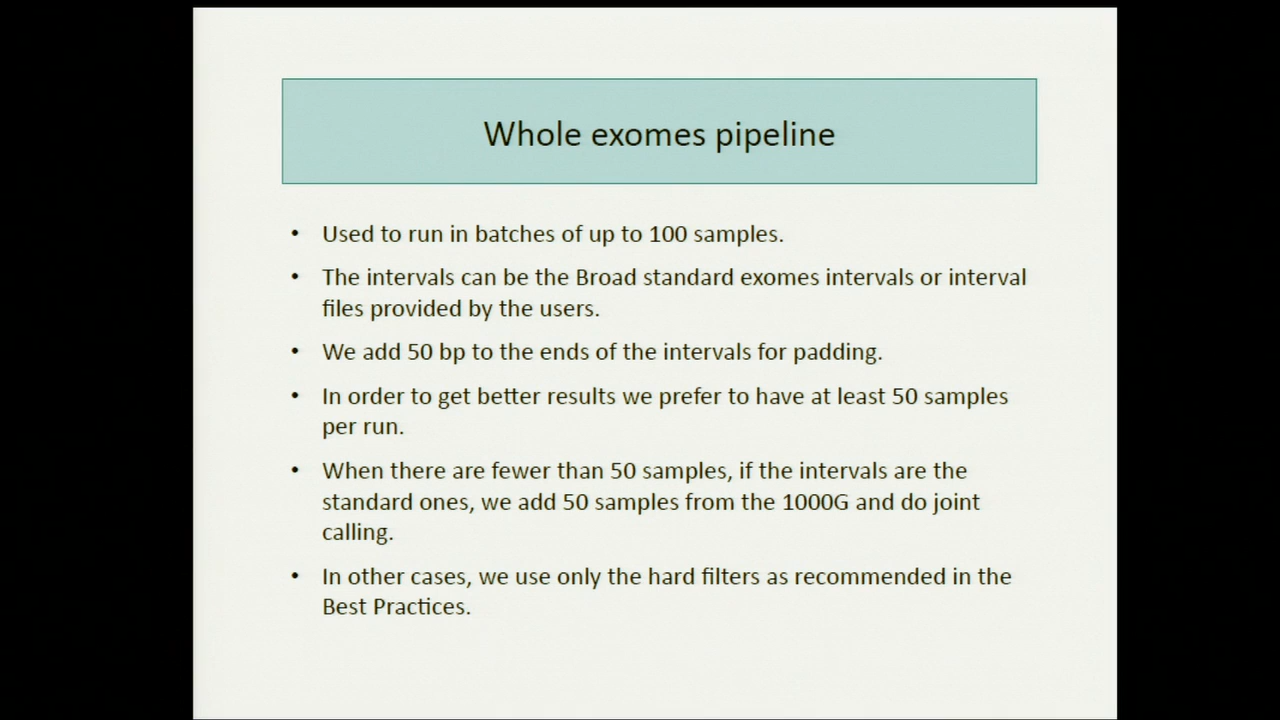 Whole exomes pipeline
• Used to run in batches of up to 100 samples.
• The intervals can be the Broad standard exomes intervals or interval
files provided by the users.
• We add 50 bp to the ends of the intervals for padding.
• In order to get better results we prefer to have at least 50 samples
per run.
• When there are fewer than 50 samples, if the intervals are the
standard ones, we add 50 samples from the 1000G and do joint
calling.
• In other cases, we use only the hard filters as recommended in the
Best Practices.